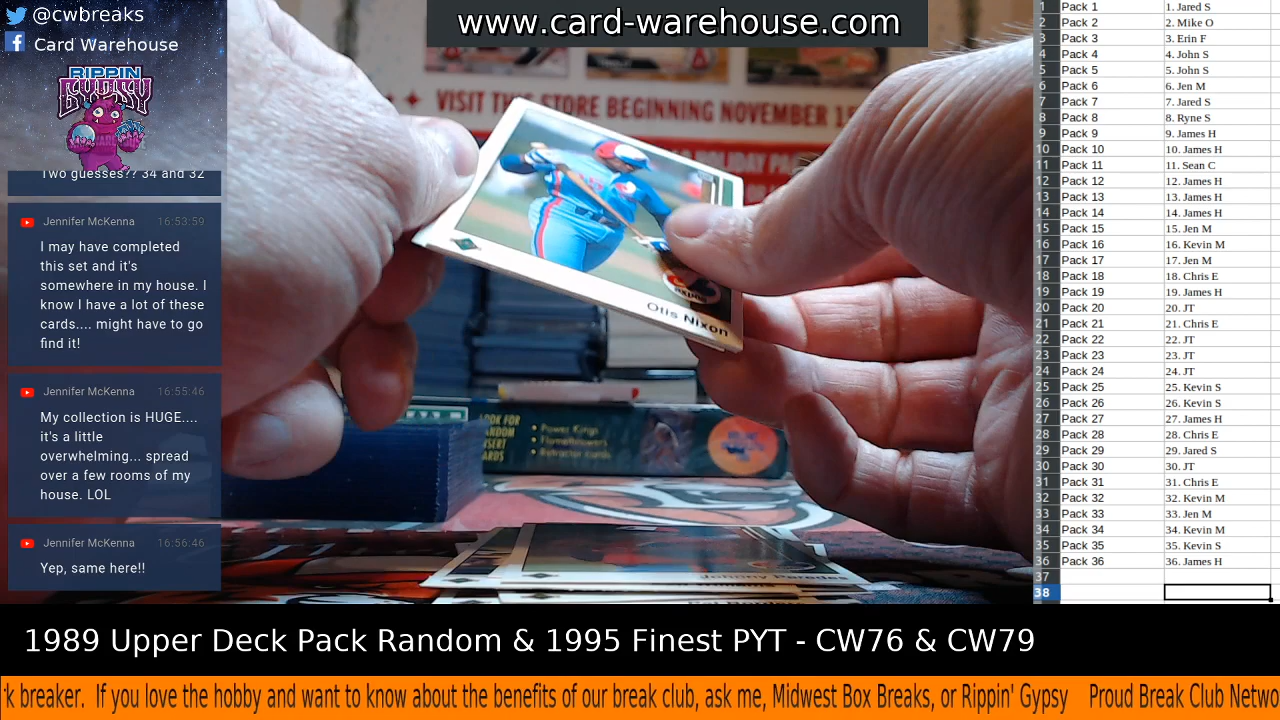 @cwbreaks
Card Warehouse
RIPPIN
GYPSY
Two guesses?? 34 and 32
Jennifer McKenna 16:53:59
I may have completed
this set and it's
somewhere in my house. I
know I have a lot of these
cards.... might have to go
find it!
Jennifer McKenna 16:55:46
My collection is HUGE....
it's a little
overwhelming... spread
over a few rooms of my
house. LOL
Jennifer McKenna 16:56:46
Yep, same here!!
www.card-warehouse.com
VISIT THIS STORE BEGINNING NOVEMBER 15
HOLIDAY
Otis Nixon
LOOK FOR
RANDOM
INSERT
CARDS
• Power Kings
• Flamethrowers
• Refractor cards
Johnny Paredes
1 Pack 1 1. Jared S
2 Pack 2 2. Mike O
3 Pack 3 3. Erin F
4 Pack 4 4. John S
5 Pack 5 5. John S
6 Pack 6 6. Jen M
7 Pack 7 7. Jared S
8 Pack 8 8. Ryne S
9 Pack 9 9. James H
10 Pack 10 10. James H
11 Pack 11 11. Sean C
12 Pack 12 12. James H
13 Pack 13 13. James H
14 Pack 14 14. James H
15 Pack 15 15. Jen M
16 Pack 16 16. Kevin M
17 Pack 17 17. Jen M
18 Pack 18 18. Chris E
19 Pack 19 19. James H
20 Pack 20 20. JT
21 Pack 21 21. Chris E
22 Pack 22 22. JT
23 Pack 23 23. JT
24 Pack 24 24. JT
25 Pack 25 25. Kevin S
26 Pack 26 26. Kevin S
27 Pack 27 27. James H
28 Pack 28 28. Chris E
29 Pack 29 29. Jared S
30 Pack 30 30. JT
31 Pack 31 31. Chris E
32 Pack 32 32. Kevin M
33 Pack 33 33. Jen M
34 Pack 34 34. Kevin M
35 Pack 35 35. Kevin S
36 Pack 36 36. James H
37
38
1989 Upper Deck Pack Random & 1995 Finest PYT - CW76 & CW79
'k breaker. If you love the hobby and want to know about the benefits of our break club, ask me, Midwest Box Breaks, or Rippin' Gypsy Proud Break Club Netwo